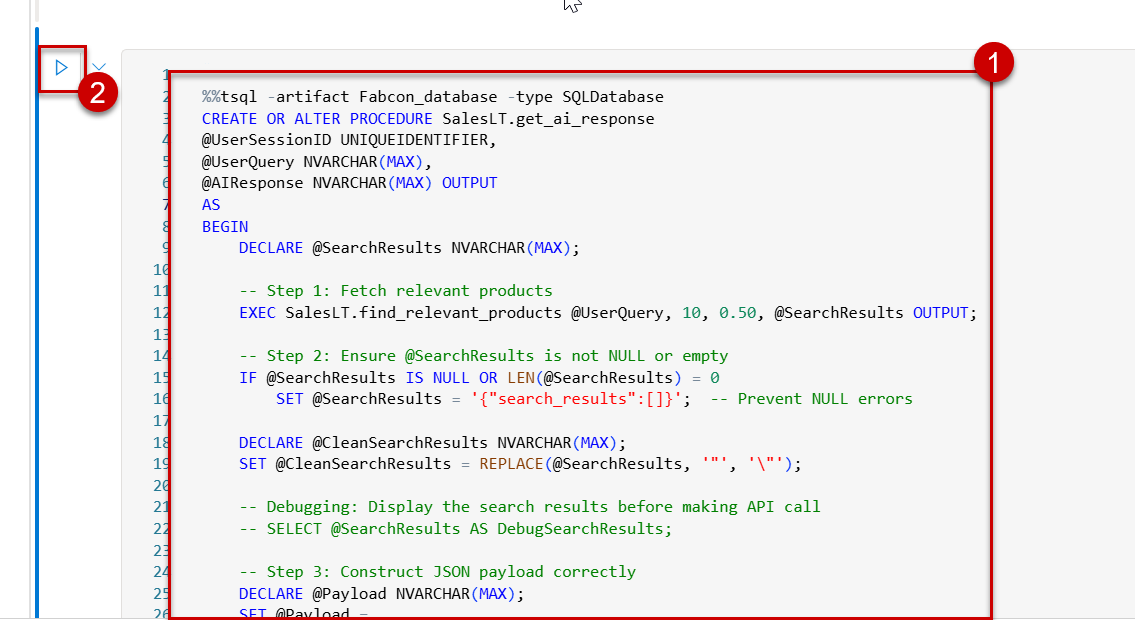 1
2
1
2 %%tsql -artifact Fabcon_database -type SQLDatabase
3 CREATE OR ALTER PROCEDURE SalesLT.get_ai_response
4 @UserSessionID UNIQUEIDENTIFIER,
5 @UserQuery NVARCHAR(MAX),
6 @AIResponse NVARCHAR(MAX) OUTPUT
7 AS
8 BEGIN
9 DECLARE @SearchResults NVARCHAR(MAX);
10
11 -- Step 1: Fetch relevant products
12 EXEC SalesLT.find_relevant_products @UserQuery, 10, 0.50, @SearchResults OUTPUT;
13
14 -- Step 2: Ensure @SearchResults is not NULL or empty
15 IF @SearchResults IS NULL OR LEN(@SearchResults) = 0
16 SET @SearchResults = '{"search_results":[]}'; -- Prevent NULL errors
17
18 DECLARE @CleanSearchResults NVARCHAR(MAX);
19 SET @CleanSearchResults = REPLACE(@SearchResults, '"', '\"');
20
21 -- Debugging: Display the search results before making API call
22 -- SELECT @SearchResults AS DebugSearchResults;
23
24 -- Step 3: Construct JSON payload correctly
25 DECLARE @Payload NVARCHAR(MAX);
26 SET @Payload =